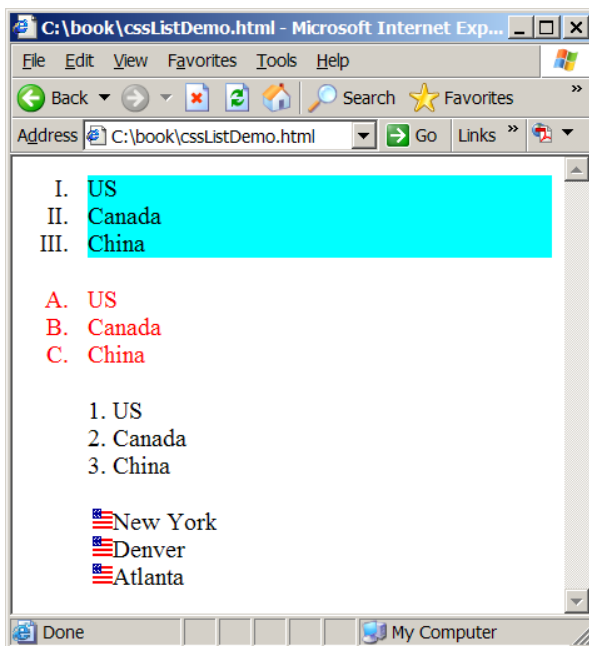 C:\book\cssListDemo.html - Microsoft Internet Exp...
File Edit View Favorites Tools Help
Back Search Favorites »
Address C:\book\cssListDemo.html Go Links »
I. US
II. Canada
III. China
A. US
B. Canada
C. China
1. US
2. Canada
3. China
New York
Denver
Atlanta
Done My Computer